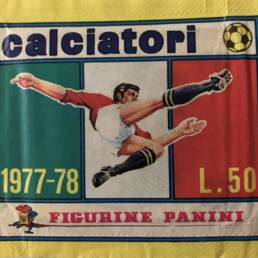 calciatori
1977-78 L.50
FIGURINE PANINI